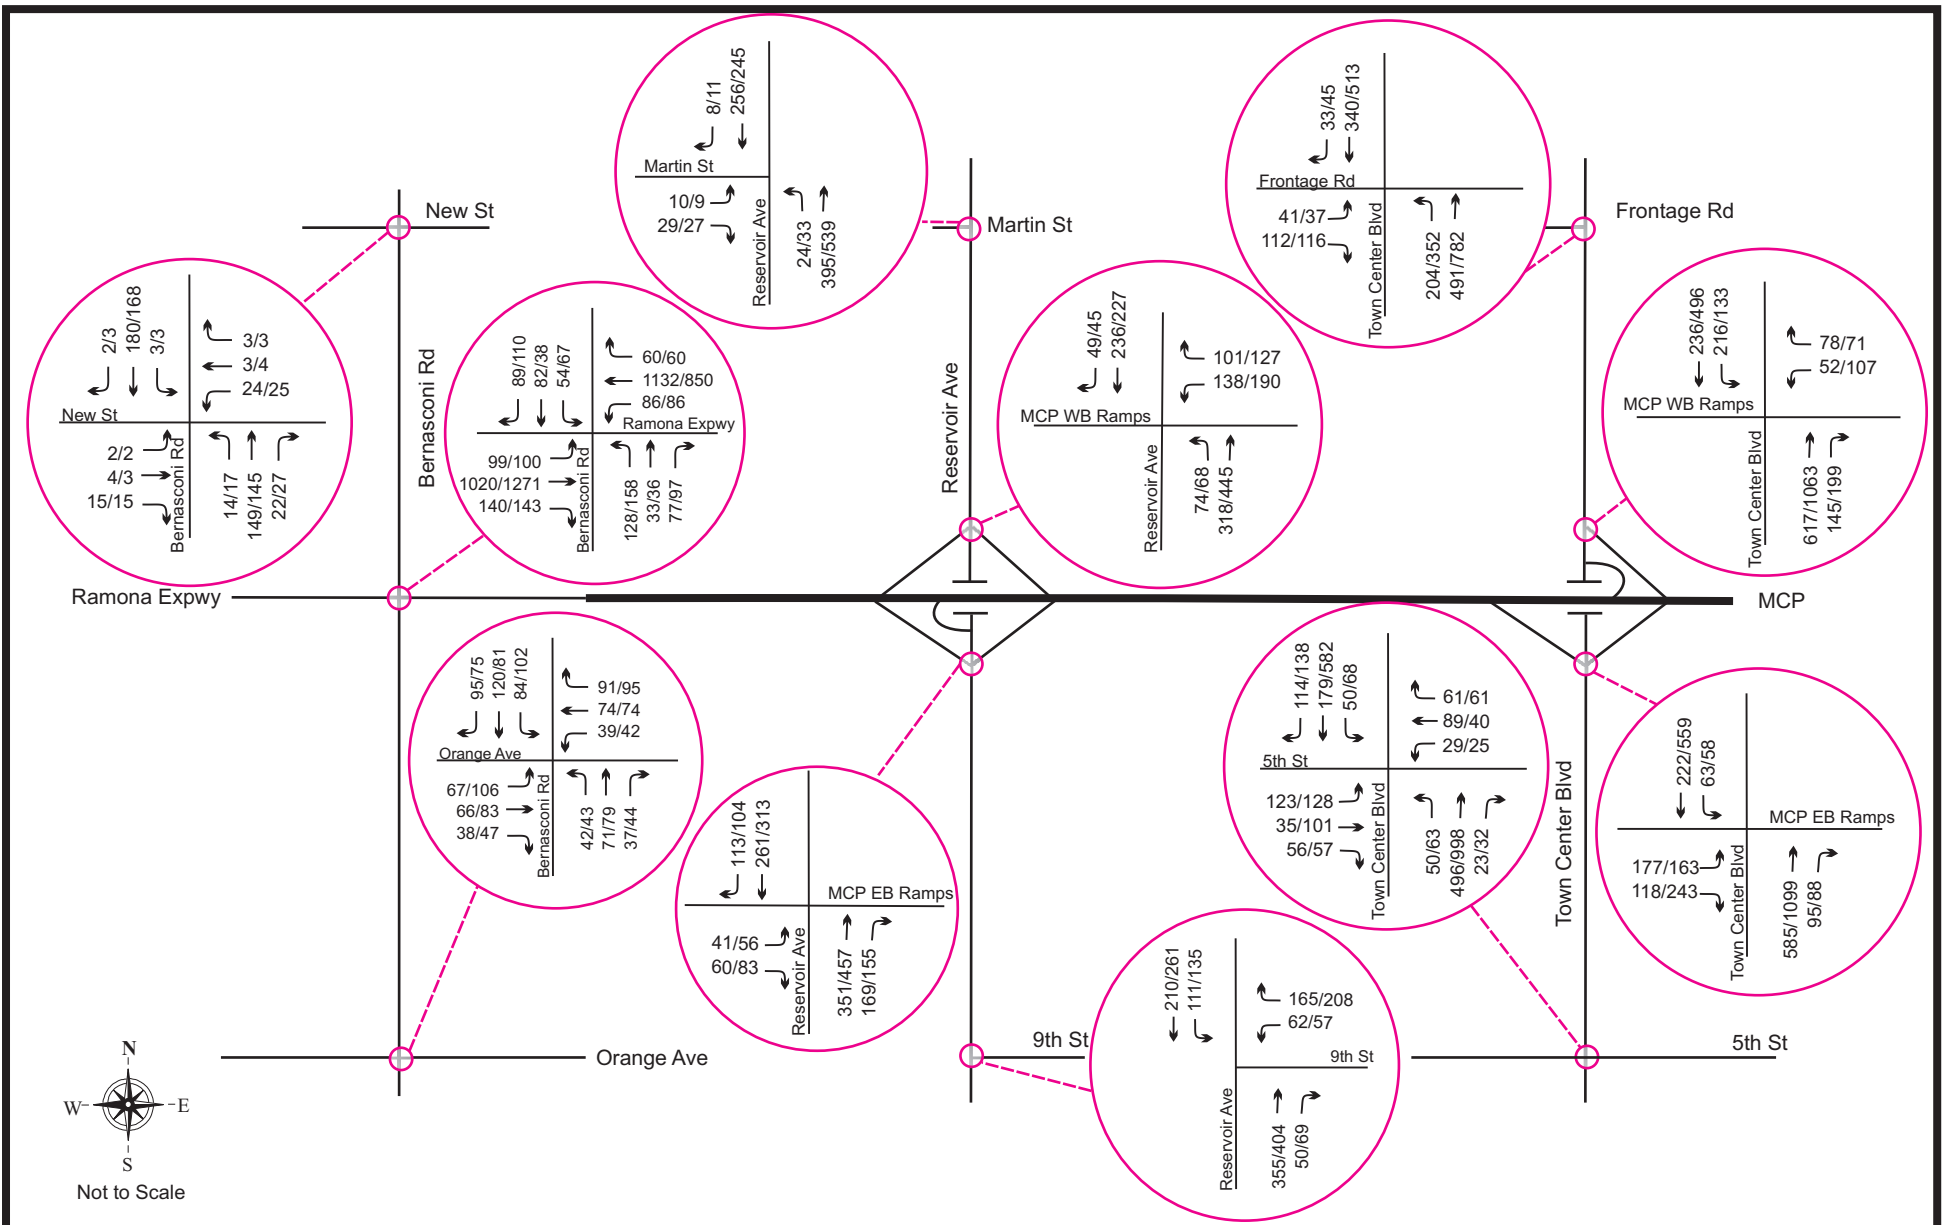 8/11
256/245
Martin St
10/9
29/27
Reservoir Ave
24/33
395/539
33/45
340/513
Frontage Rd
41/37
112/116
Town Center Blvd
204/352
491/782
New St
Martin St
Frontage Rd
2/3
180/168
3/3
3/3
3/4
24/25
New St
2/2
4/3
15/15
Bernasconi Rd
14/17
149/145
22/27
Bernasconi Rd
89/110
82/38
54/67
60/60
1132/850
86/86
Ramona Expwy
99/100
1020/1271
140/143
Bernasconi Rd
128/158
33/36
77/97
Reservoir Ave
49/45
236/227
101/127
138/190
MCP WB Ramps
Reservoir Ave
74/68
318/445
236/496
216/133
78/71
52/107
MCP WB Ramps
Town Center Blvd
617/1063
145/199
Ramona Expwy
MCP
95/75
120/81
84/102
91/95
74/74
39/42
Orange Ave
67/106
66/83
38/47
Bernasconi Rd
42/43
71/79
37/44
113/104
261/313
MCP EB Ramps
41/56
60/83
Reservoir Ave
351/457
169/155
114/138
179/582
50/68
61/61
89/40
29/25
5th St
123/128
35/101
56/57
Town Center Blvd
50/63
496/998
23/32
Town Center Blvd
222/559
63/58
MCP EB Ramps
177/163
118/243
Town Center Blvd
585/1099
95/88
210/261
111/135
165/208
62/57
9th St
Reservoir Ave
355/404
50/69
Orange Ave
9th St
5th St
N
W
E
S
Not to Scale